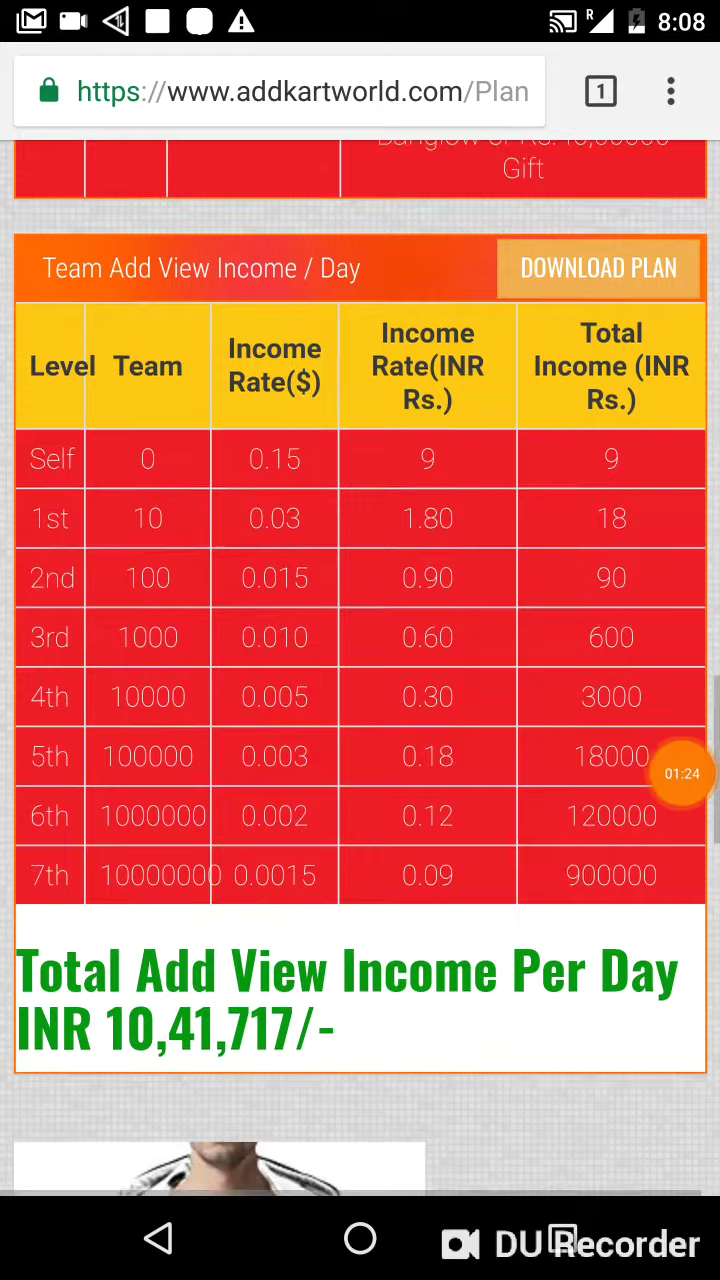 8:08
https://www.addkartworld.com/Plan
1
Gift
Team Add View Income / Day
DOWNLOAD PLAN
Level Team Income Rate($) Income Rate(INR Rs.) Total Income (INR Rs.)
Self 0 0.15 9 9
1st 10 0.03 1.80 18
2nd 100 0.015 0.90 90
3rd 1000 0.010 0.60 600
4th 10000 0.005 0.30 3000
5th 100000 0.003 0.18 18000
01:24
6th 1000000 0.002 0.12 120000
7th 10000000 0.0015 0.09 900000
Total Add View Income Per Day
INR 10,41,717/-
DU Recorder